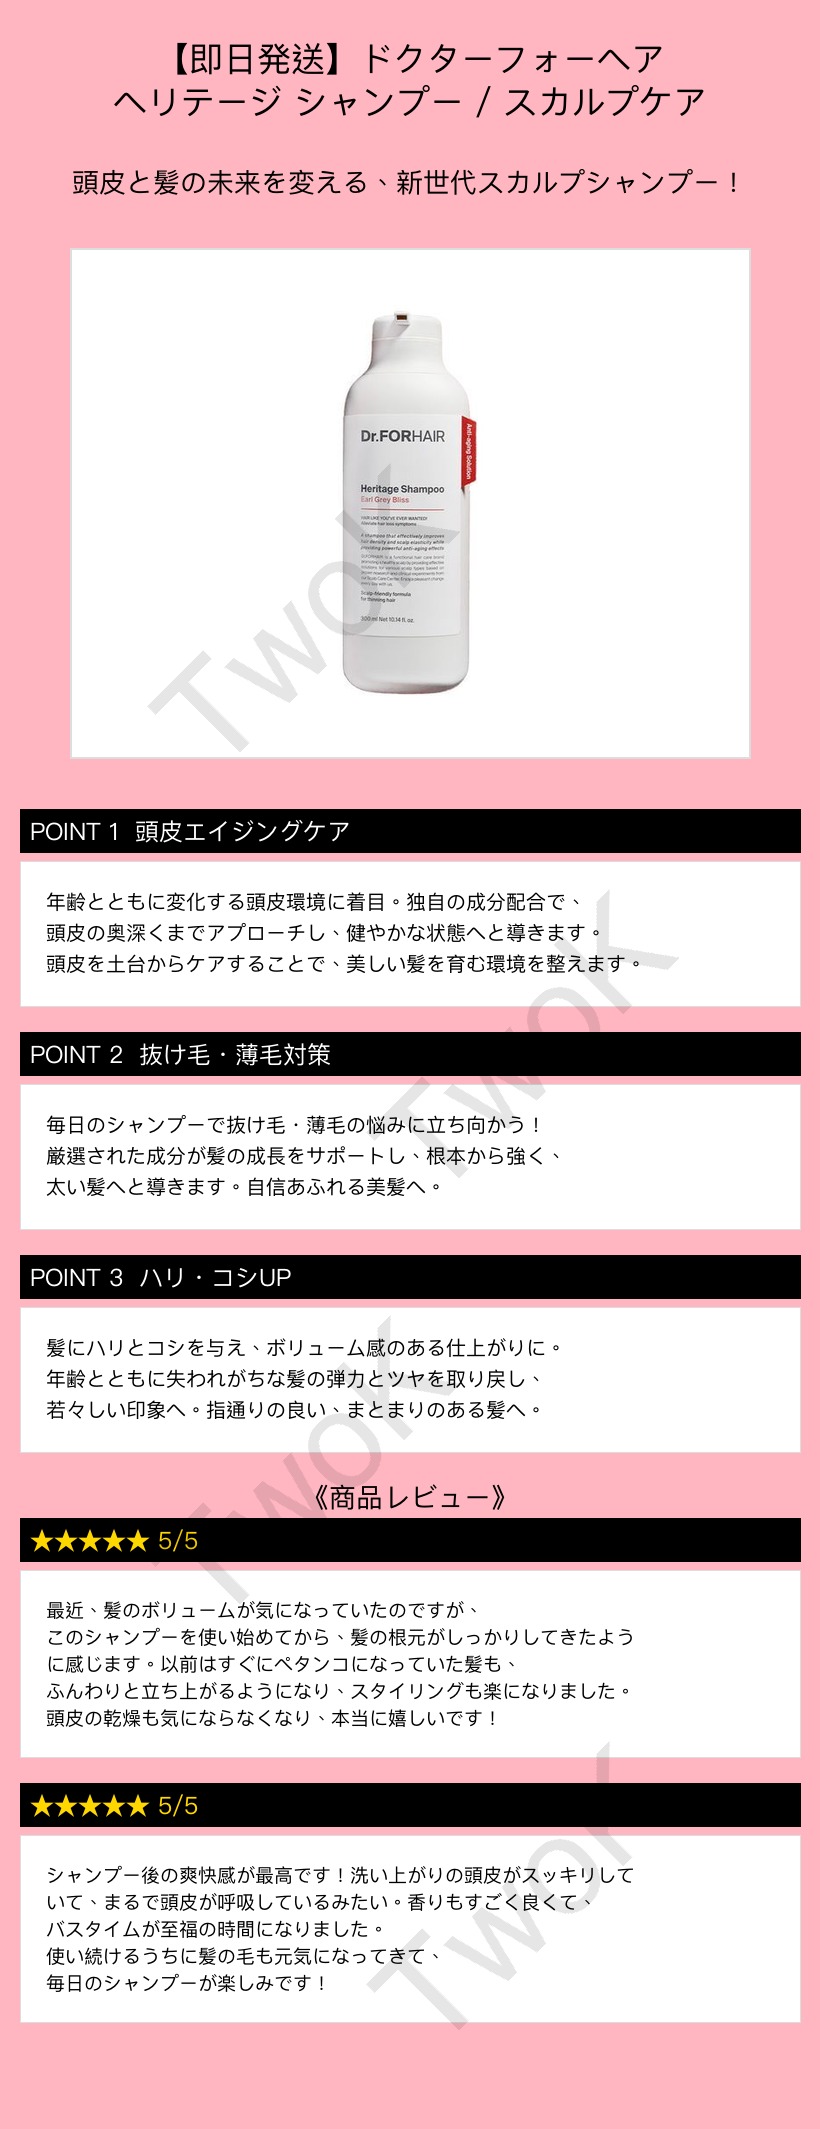 【即日発送】ドクターフォーヘア
ヘリテージ シャンプー / スカルプケア
頭皮と髪の未来を変える、新世代スカルプシャンプー！
Dr.FORHAIR
Anti-aging Solution
Heritage Shampoo
Earl Grey Bliss
HAIR LIKE YOU'VE EVER WANTED!
Alleviate hair loss symptoms
A shampoo that effectively improves
hair density and scalp elasticity while
providing powerful anti-aging effects
Scalp-friendly formula
for thinning hair
300 ml Net 10.14 fl. oz.
TwoK
POINT 1 頭皮エイジングケア
年齢とともに変化する頭皮環境に着目。独自の成分配合で、
頭皮の奥深くまでアプローチし、健やかな状態へと導きます。
頭皮を土台からケアすることで、美しい髪を育む環境を整えます。
TwoK
POINT 2 抜け毛・薄毛対策
毎日のシャンプーで抜け毛・薄毛の悩みに立ち向かう！
厳選された成分が髪の成長をサポートし、根本から強く、
太い髪へと導きます。自信あふれる美髪へ。
POINT 3 ハリ・コシUP
髪にハリとコシを与え、ボリューム感のある仕上がりに。
年齢とともに失われがちな髪の弾力とツヤを取り戻し、
若々しい印象へ。指通りの良い、まとまりのある髪へ。
TwoK
《商品レビュー》
★★★★★ 5/5
最近、髪のボリュームが気になっていたのですが、
このシャンプーを使い始めてから、髪の根元がしっかりしてきたよう
に感じます。以前はすぐにペタンコになっていた髪も、
ふんわりと立ち上がるようになり、スタイリングも楽になりました。
頭皮の乾燥も気にならなくなり、本当に嬉しいです！
★★★★★ 5/5
シャンプー後の爽快感が最高です！洗い上がりの頭皮がスッキリして
いて、まるで頭皮が呼吸しているみたい。香りもすごく良くて、
バスタイムが至福の時間になりました。
使い続けるうちに髪の毛も元気になってきて、
毎日のシャンプーが楽しみです！
TwoK